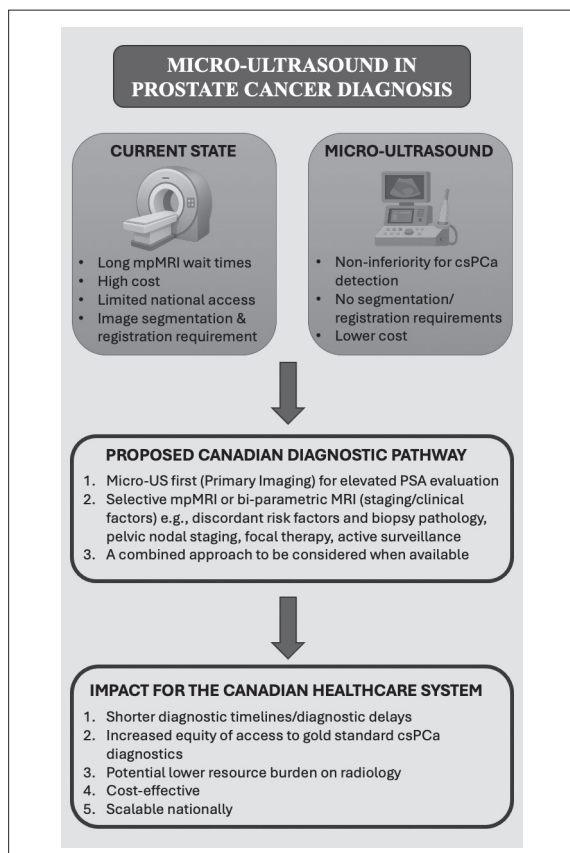 MICRO-ULTRASOUND IN
PROSTATE CANCER DIAGNOSIS
CURRENT STATE
• Long mpMRI wait times
• High cost
• Limited national access
• Image segmentation &
registration requirement
MICRO-ULTRASOUND
• Non-inferiority for csPCa
detection
• No segmentation/
registration requirements
• Lower cost
PROPOSED CANADIAN DIAGNOSTIC PATHWAY
1. Micro-US first (Primary Imaging) for elevated PSA evaluation
2. Selective mpMRI or bi-parametric MRI (staging/clinical
factors) e.g., discordant risk factors and biopsy pathology,
pelvic nodal staging, focal therapy, active surveillance
3. A combined approach to be considered when available
IMPACT FOR THE CANADIAN HEALTHCARE SYSTEM
1. Shorter diagnostic timelines/diagnostic delays
2. Increased equity of access to gold standard csPCa
diagnostics
3. Potential lower resource burden on radiology
4. Cost-effective
5. Scalable nationally